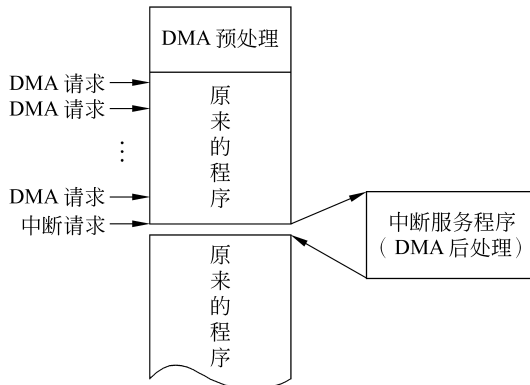 DMA 预处理
DMA 请求
DMA 请求
⋮
DMA 请求
中断请求
原来的程序
中断服务程序
（ DMA 后处理）
原来的程序